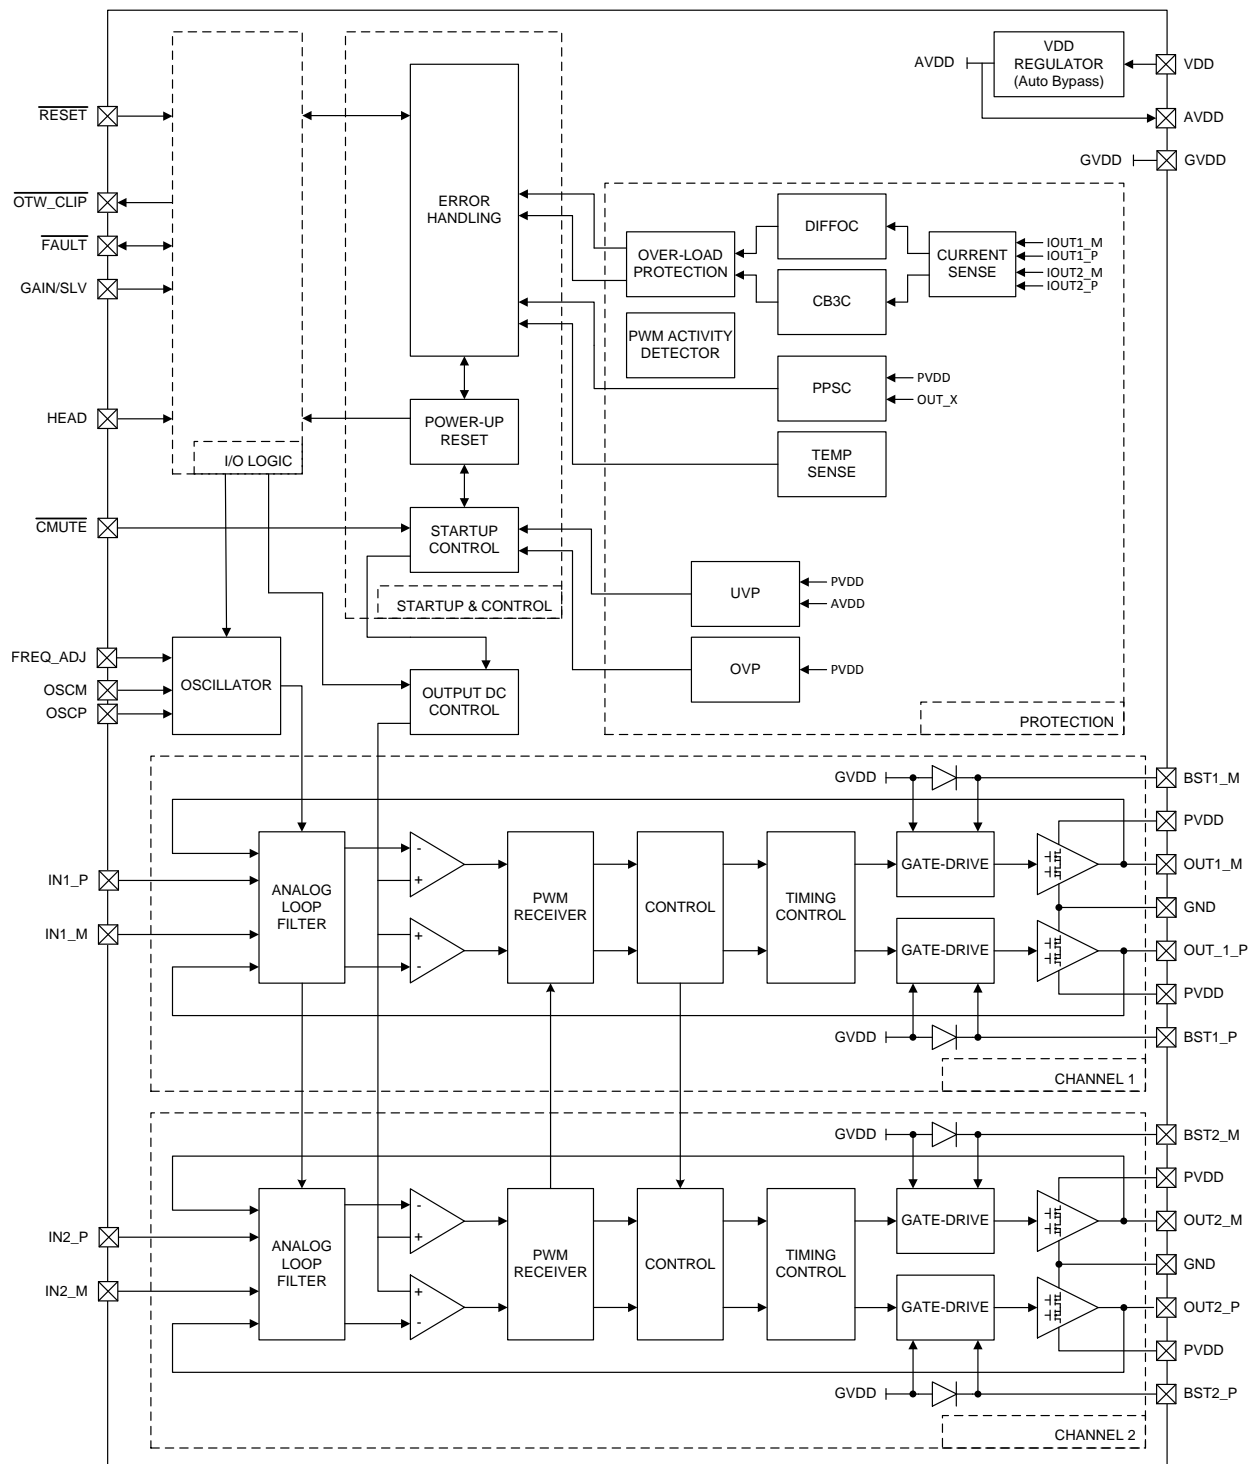 VDD
REGULATOR
(Auto Bypass)
AVDD
VDD
AVDD
GVDD
GVDD
RESET
OTW_CLIP
FAULT
GAIN/SLV
HEAD
I/O LOGIC
CMUTE
FREQ_ADJ
OSCM
OSCP
OSCILLATOR
ERROR
HANDLING
POWER-UP
RESET
STARTUP
CONTROL
STARTUP & CONTROL
OUTPUT DC
CONTROL
OVER-LOAD
PROTECTION
DIFFOC
CB3C
CURRENT
SENSE
IOUT1_M
IOUT1_P
IOUT2_M
IOUT2_P
PWM ACTIVITY
DETECTOR
PPSC
PVDD
OUT_X
TEMP
SENSE
UVP
PVDD
AVDD
OVP
PVDD
PROTECTION
GVDD
BST1_M
PVDD
OUT1_M
GND
OUT_1_P
PVDD
BST1_P
IN1_P
IN1_M
ANALOG
LOOP
FILTER
-
+
+
-
PWM
RECEIVER
CONTROL
TIMING
CONTROL
GATE-DRIVE
GATE-DRIVE
GVDD
CHANNEL 1
GVDD
BST2_M
PVDD
OUT2_M
GND
OUT2_P
PVDD
BST2_P
IN2_P
IN2_M
ANALOG
LOOP
FILTER
-
+
+
-
PWM
RECEIVER
CONTROL
TIMING
CONTROL
GATE-DRIVE
GATE-DRIVE
GVDD
CHANNEL 2